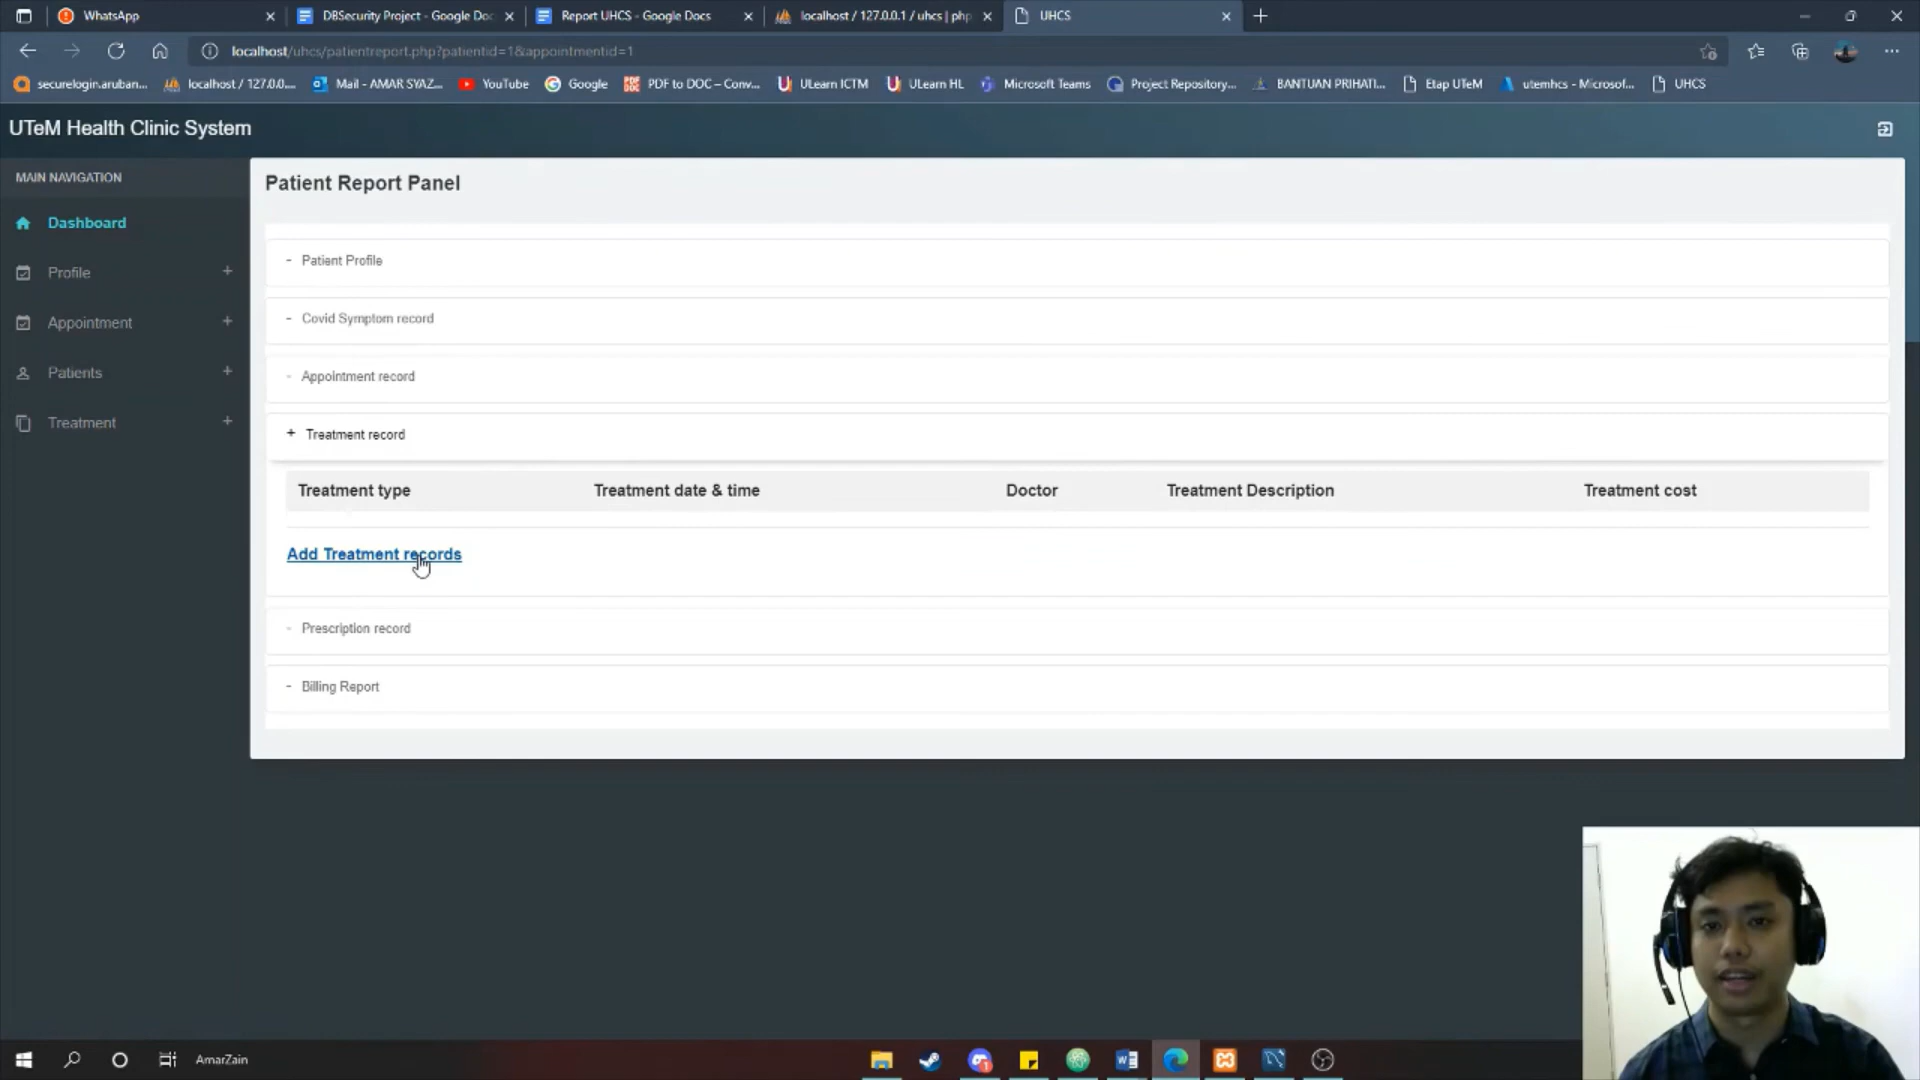 WhatsApp
DBSecurity Project - Google Doc
Report UHCS - Google Docs
localhost / 127.0.0.1 / uhcs | php
UHCS
localhost/uhcs/patientreport.php?patientid=1&appointmentid=1
securelogin.aruban...
localhost / 127.0.0....
Mail - AMAR SYAZ...
YouTube
Google
PDF to DOC – Conv...
ULearn ICTM
ULearn HL
Microsoft Teams
Project Repository...
BANTUAN PRIHATI...
Etap UTeM
utemhcs - Microsof...
UHCS
UTeM Health Clinic System
MAIN NAVIGATION
Dashboard
Profile +
Appointment +
Patients +
Treatment +
Patient Report Panel
- Patient Profile
- Covid Symptom record
- Appointment record
+ Treatment record
Treatment type Treatment date & time Doctor Treatment Description Treatment cost
Add Treatment records
- Prescription record
- Billing Report
AmarZain